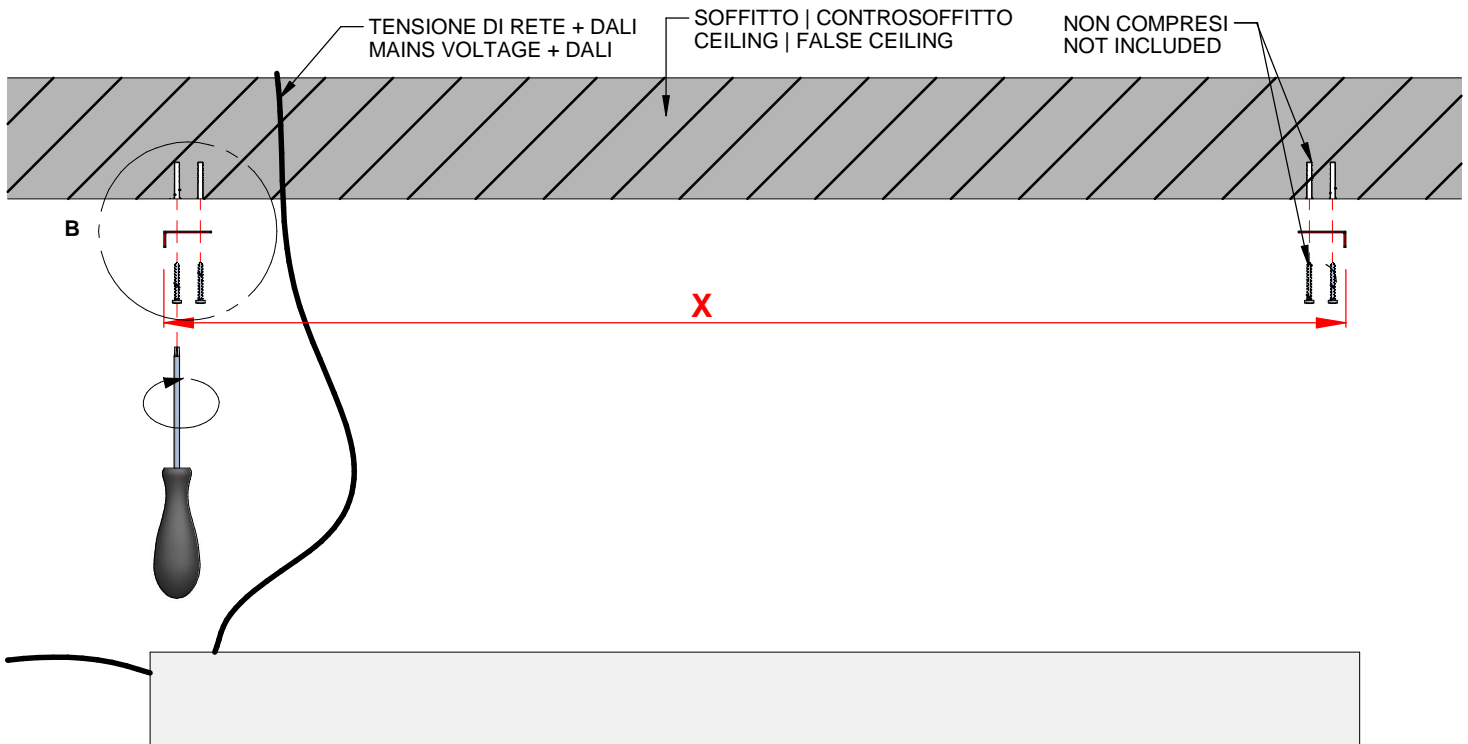 TENSIONE DI RETE + DALI
MAINS VOLTAGE + DALI
SOFFITTO | CONTROSOFFITTO
CEILING | FALSE CEILING
NON COMPRESI
NOT INCLUDED
B
X